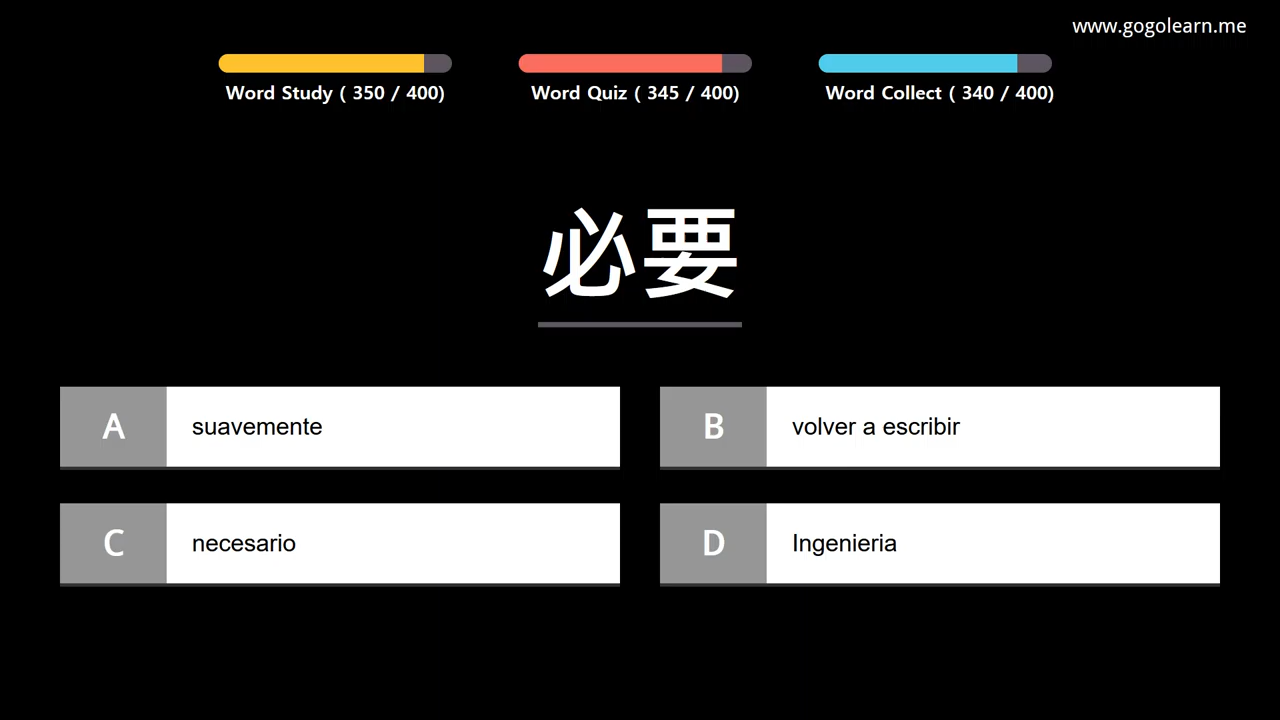 www.gogolearn.me
Word Study ( 350 / 400)
Word Quiz ( 345 / 400)
Word Collect ( 340 / 400)
必要
A
suavemente
B
volver a escribir
C
necesario
D
Ingenieria